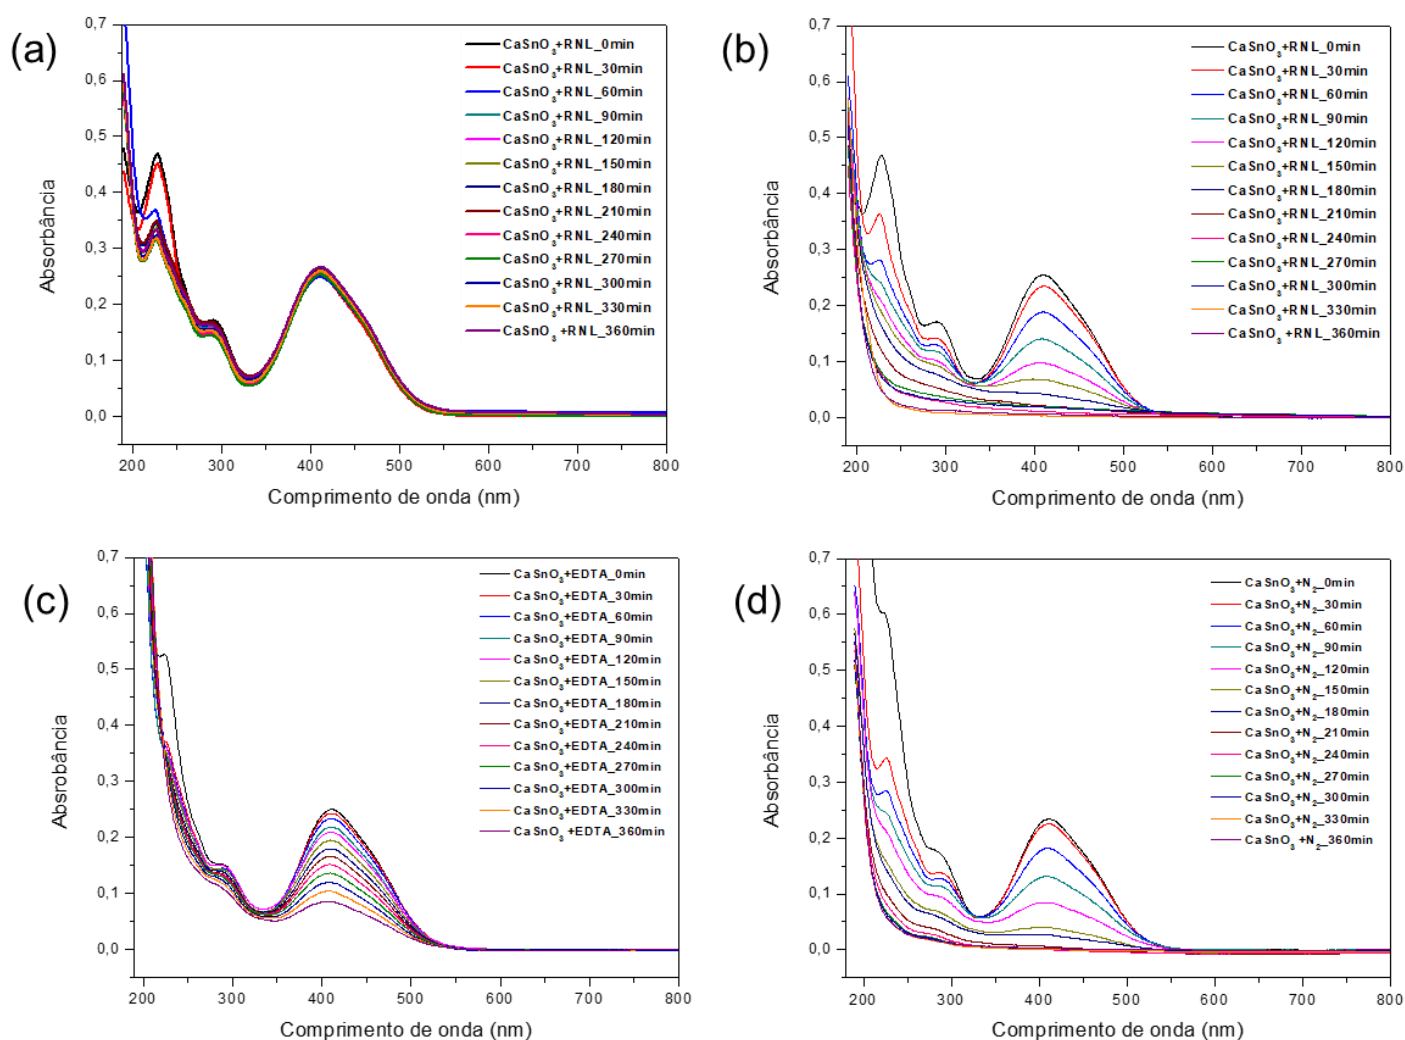 (a)
0,7
0,6
0,5
0,4
0,3
0,2
0,1
0,0
Absorbância
CaSnO3+RNL_0min
CaSnO3+RNL_30min
CaSnO3+RNL_60min
CaSnO3+RNL_90min
CaSnO3+RNL_120min
CaSnO3+RNL_150min
CaSnO3+RNL_180min
CaSnO3+RNL_210min
CaSnO3+RNL_240min
CaSnO3+RNL_270min
CaSnO3+RNL_300min
CaSnO3+RNL_330min
CaSnO3 +RNL_360min
200 300 400 500 600 700 800
Comprimento de onda (nm)
(b)
0,7
0,6
0,5
0,4
0,3
0,2
0,1
0,0
Absorbância
CaSnO3+RNL_0min
CaSnO3+RNL_30min
CaSnO3+RNL_60min
CaSnO3+RNL_90min
CaSnO3+RNL_120min
CaSnO3+RNL_150min
CaSnO3+RNL_180min
CaSnO3+RNL_210min
CaSnO3+RNL_240min
CaSnO3+RNL_270min
CaSnO3+RNL_300min
CaSnO3+RNL_330min
CaSnO3 +RNL_360min
200 300 400 500 600 700 800
Comprimento de onda (nm)
(c)
0,7
0,6
0,5
0,4
0,3
0,2
0,1
0,0
Absrobância
CaSnO3+EDTA_0min
CaSnO3+EDTA_30min
CaSnO3+EDTA_60min
CaSnO3+EDTA_90min
CaSnO3+EDTA_120min
CaSnO3+EDTA_150min
CaSnO3+EDTA_180min
CaSnO3+EDTA_210min
CaSnO3+EDTA_240min
CaSnO3+EDTA_270min
CaSnO3+EDTA_300min
CaSnO3+EDTA_330min
CaSnO3 +EDTA_360min
200 300 400 500 600 700 800
Comprimento de onda (nm)
(d)
0,7
0,6
0,5
0,4
0,3
0,2
0,1
0,0
Absorbância
CaSnO3+N2_0min
CaSnO3+N2_30min
CaSnO3+N2_60min
CaSnO3+N2_90min
CaSnO3+N2_120min
CaSnO3+N2_150min
CaSnO3+N2_180min
CaSnO3+N2_210min
CaSnO3+N2_240min
CaSnO3+N2_270min
CaSnO3+N2_300min
CaSnO3+N2_330min
CaSnO3 +N2_360min
200 300 400 500 600 700 800
Comprimento de onda (nm)